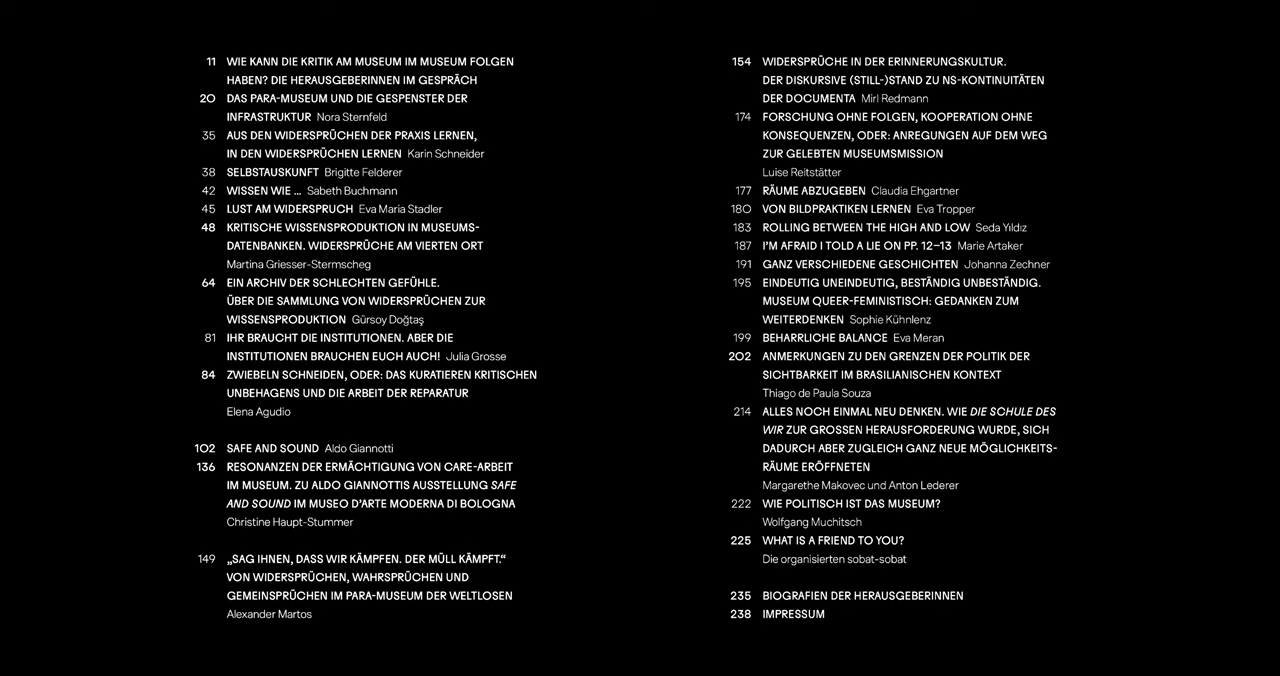 11 WIE KANN DIE KRITIK AM MUSEUM IM MUSEUM FOLGEN
HABEN? DIE HERAUSGEBERINNEN IM GESPRÄCH
20 DAS PARA-MUSEUM UND DIE GESPENSTER DER
INFRASTRUKTUR Nora Sternfeld
35 AUS DEN WIDERSPRÜCHEN DER PRAXIS LERNEN,
IN DEN WIDERSPRÜCHEN LERNEN Karin Schneider
38 SELBSTAUSKUNFT Brigitte Felderer
42 WISSEN WIE ... Sabeth Buchmann
45 LUST AM WIDERSPRUCH Eva Maria Stadler
48 KRITISCHE WISSENSPRODUKTION IN MUSEUMS-
DATENBANKEN. WIDERSPRÜCHE AM VIERTEN ORT
Martina Griesser-Stermscheg
64 EIN ARCHIV DER SCHLECHTEN GEFÜHLE.
ÜBER DIE SAMMLUNG VON WIDERSPRÜCHEN ZUR
WISSENSPRODUKTION Gürsoy Doğtaş
81 IHR BRAUCHT DIE INSTITUTIONEN. ABER DIE
INSTITUTIONEN BRAUCHEN EUCH AUCH! Julia Grosse
84 ZWIEBELN SCHNEIDEN, ODER: DAS KURATIEREN KRITISCHEN
UNBEHAGENS UND DIE ARBEIT DER REPARATUR
Elena Agudio
102 SAFE AND SOUND Aldo Giannotti
136 RESONANZEN DER ERMÄCHTIGUNG VON CARE-ARBEIT
IM MUSEUM. ZU ALDO GIANNOTTIS AUSSTELLUNG SAFE
AND SOUND IM MUSEO D'ARTE MODERNA DI BOLOGNA
Christine Haupt-Stummer
149 „SAG IHNEN, DASS WIR KÄMPFEN. DER MÜLL KÄMPFT.“
VON WIDERSPRÜCHEN, WAHRSPRÜCHEN UND
GEMEINSPRÜCHEN IM PARA-MUSEUM DER WELTLOSEN
Alexander Martos
154 WIDERSPRÜCHE IN DER ERINNERUNGSKULTUR.
DER DISKURSIVE (STILL-)STAND ZU NS-KONTINUITÄTEN
DER DOCUMENTA Mirl Redmann
174 FORSCHUNG OHNE FOLGEN, KOOPERATION OHNE
KONSEQUENZEN, ODER: ANREGUNGEN AUF DEM WEG
ZUR GELEBTEN MUSEUMSMISSION
Luise Reitstätter
177 RÄUME ABZUGEBEN Claudia Ehgartner
180 VON BILDPRAKTIKEN LERNEN Eva Tropper
183 ROLLING BETWEEN THE HIGH AND LOW Seda Yıldız
187 I'M AFRAID I TOLD A LIE ON PP. 12–13 Marie Artaker
191 GANZ VERSCHIEDENE GESCHICHTEN Johanna Zechner
195 EINDEUTIG UNEINDEUTIG, BESTÄNDIG UNBESTÄNDIG.
MUSEUM QUEER-FEMINISTISCH: GEDANKEN ZUM
WEITERDENKEN Sophie Kühnlenz
199 BEHARRLICHE BALANCE Eva Meran
202 ANMERKUNGEN ZU DEN GRENZEN DER POLITIK DER
SICHTBARKEIT IM BRASILIANISCHEN KONTEXT
Thiago de Paula Souza
214 ALLES NOCH EINMAL NEU DENKEN. WIE DIE SCHULE DES
WIR ZUR GROSSEN HERAUSFORDERUNG WURDE, SICH
DADURCH ABER ZUGLEICH GANZ NEUE MÖGLICHKEITS-
RÄUME ERÖFFNETEN
Margarethe Makovec und Anton Lederer
222 WIE POLITISCH IST DAS MUSEUM?
Wolfgang Muchitsch
225 WHAT IS A FRIEND TO YOU?
Die organisierten sobat-sobat
235 BIOGRAFIEN DER HERAUSGEBERINNEN
238 IMPRESSUM